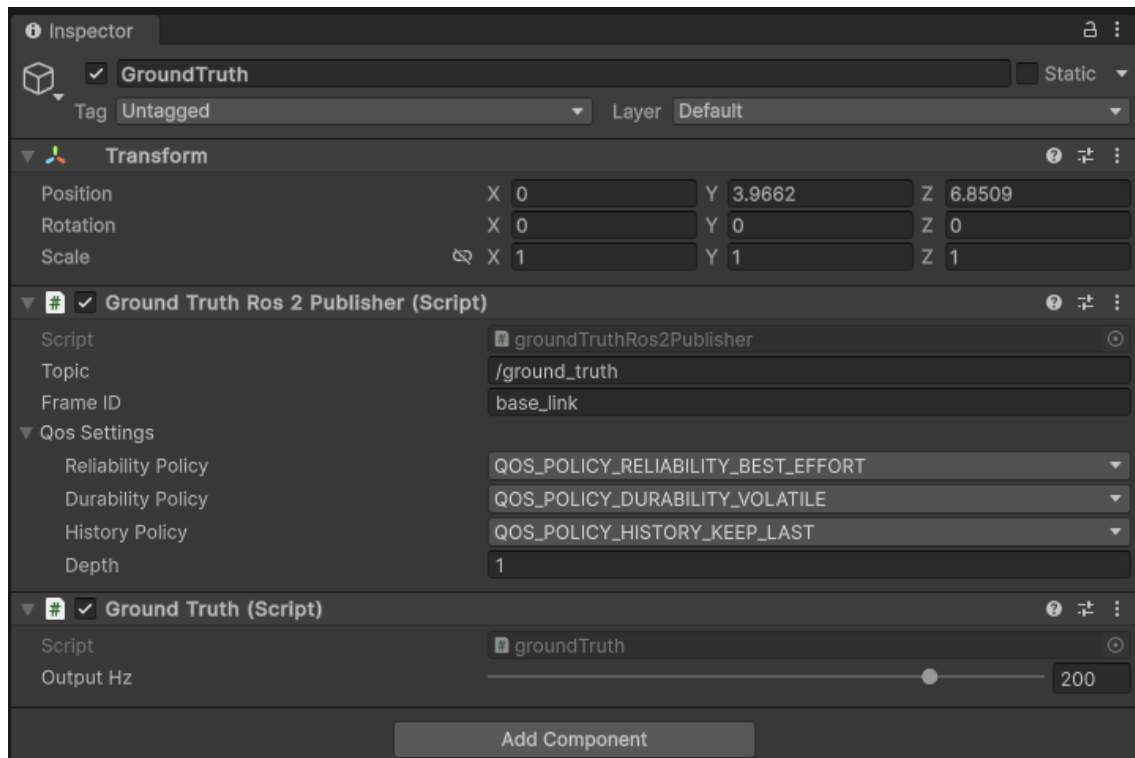 Inspector
GroundTruth Static
Tag Untagged Layer Default
Transform
Position X 0 Y 3.9662 Z 6.8509
Rotation X 0 Y 0 Z 0
Scale X 1 Y 1 Z 1
# Ground Truth Ros 2 Publisher (Script)
Script # groundTruthRos2Publisher
Topic /ground_truth
Frame ID base_link
Qos Settings
Reliability Policy QOS_POLICY_RELIABILITY_BEST_EFFORT
Durability Policy QOS_POLICY_DURABILITY_VOLATILE
History Policy QOS_POLICY_HISTORY_KEEP_LAST
Depth 1
# Ground Truth (Script)
Script # groundTruth
Output Hz 200
Add Component